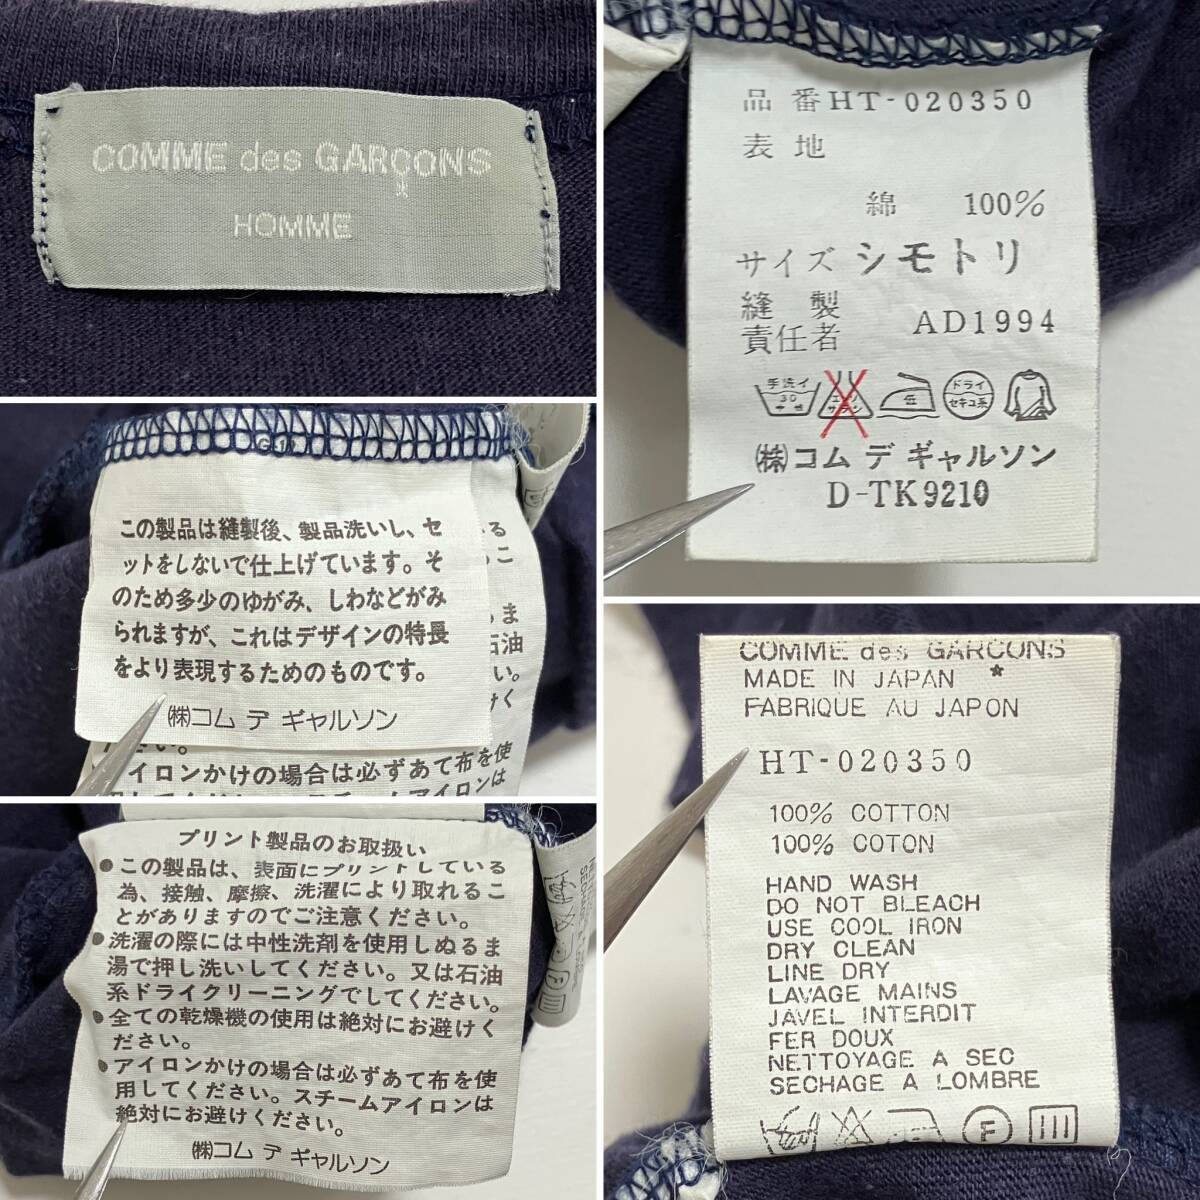 COMME des GARÇONS
HOMME
品番HT-020350
表地
綿 100%
サイズ シモトリ
縫製
責任者 AD1994
手洗イ
30
中性
エンソ
サラシ
低
ドライ
セキユ系
㈱コム デ ギャルソン
D-TK9210
この製品は縫製後、製品洗いし、セ
ットをしないで仕上げています。そ
のため多少のゆがみ、しわなどがみ
られますが、これはデザインの特長
をより表現するためのものです。
㈱コム デ ギャルソン
アイロンかけの場合は必ずあて布を使
プリント製品のお取扱い
●この製品は、表面にプリントしている
為、接触、摩擦、洗濯により取れるこ
とがありますのでご注意ください。
●洗濯の際には中性洗剤を使用しぬるま
湯で押し洗いしてください。又は石油
系ドライクリーニングでしてください。
●全ての乾燥機の使用は絶対にお避けく
ださい。
●アイロンかけの場合は必ずあて布を使
用してください。スチームアイロンは
絶対にお避けください。
㈱コム デ ギャルソン
COMME des GARCONS
MADE IN JAPAN *
FABRIQUE AU JAPON
HT-020350
100% COTTON
100% COTON
HAND WASH
DO NOT BLEACH
USE COOL IRON
DRY CLEAN
LINE DRY
LAVAGE MAINS
JAVEL INTERDIT
FER DOUX
NETTOYAGE A SEC
SECHAGE A LOMBRE
F